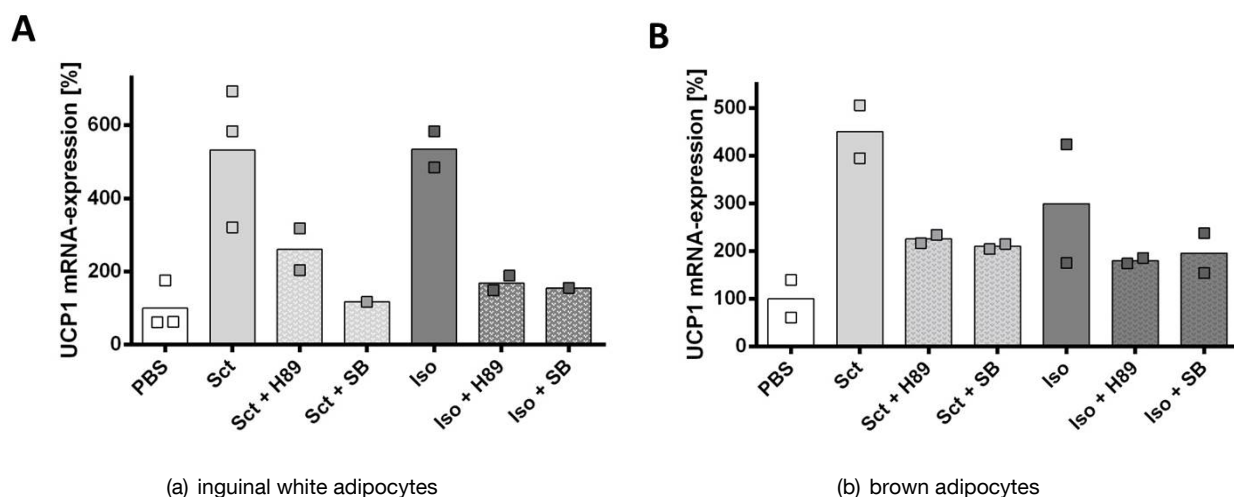 A
UCP1 mRNA-expression [%]
600
400
200
0
PBS
Sct
Sct + H89
Sct + SB
Iso
Iso + H89
Iso + SB
(a) inguinal white adipocytes
B
UCP1 mRNA-expression [%]
500
400
300
200
100
0
PBS
Sct
Sct + H89
Sct + SB
Iso
Iso + H89
Iso + SB
(b) brown adipocytes